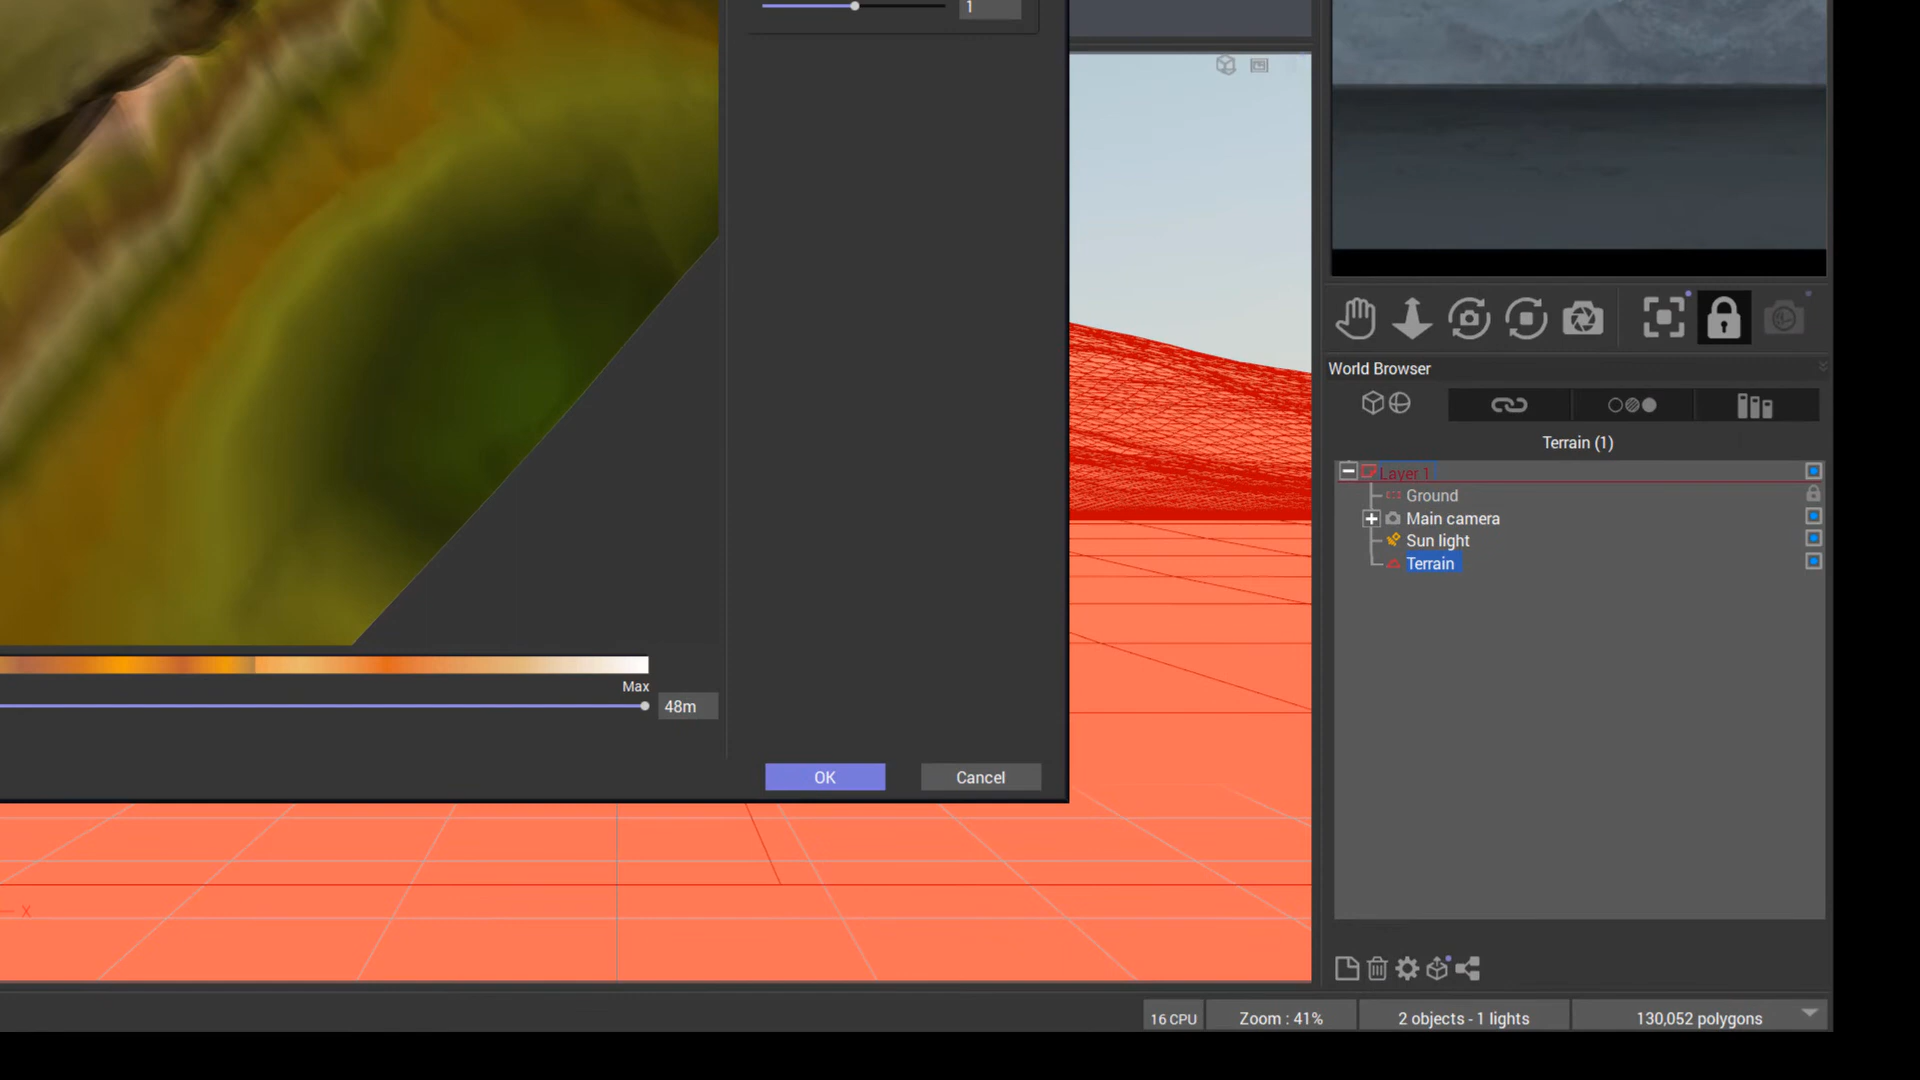 1
World Browser
Terrain (1)
Layer 1
Ground
Main camera
Sun light
Terrain
Max
48m
OK
Cancel
X
16 CPU
Zoom : 41%
2 objects - 1 lights
130,052 polygons